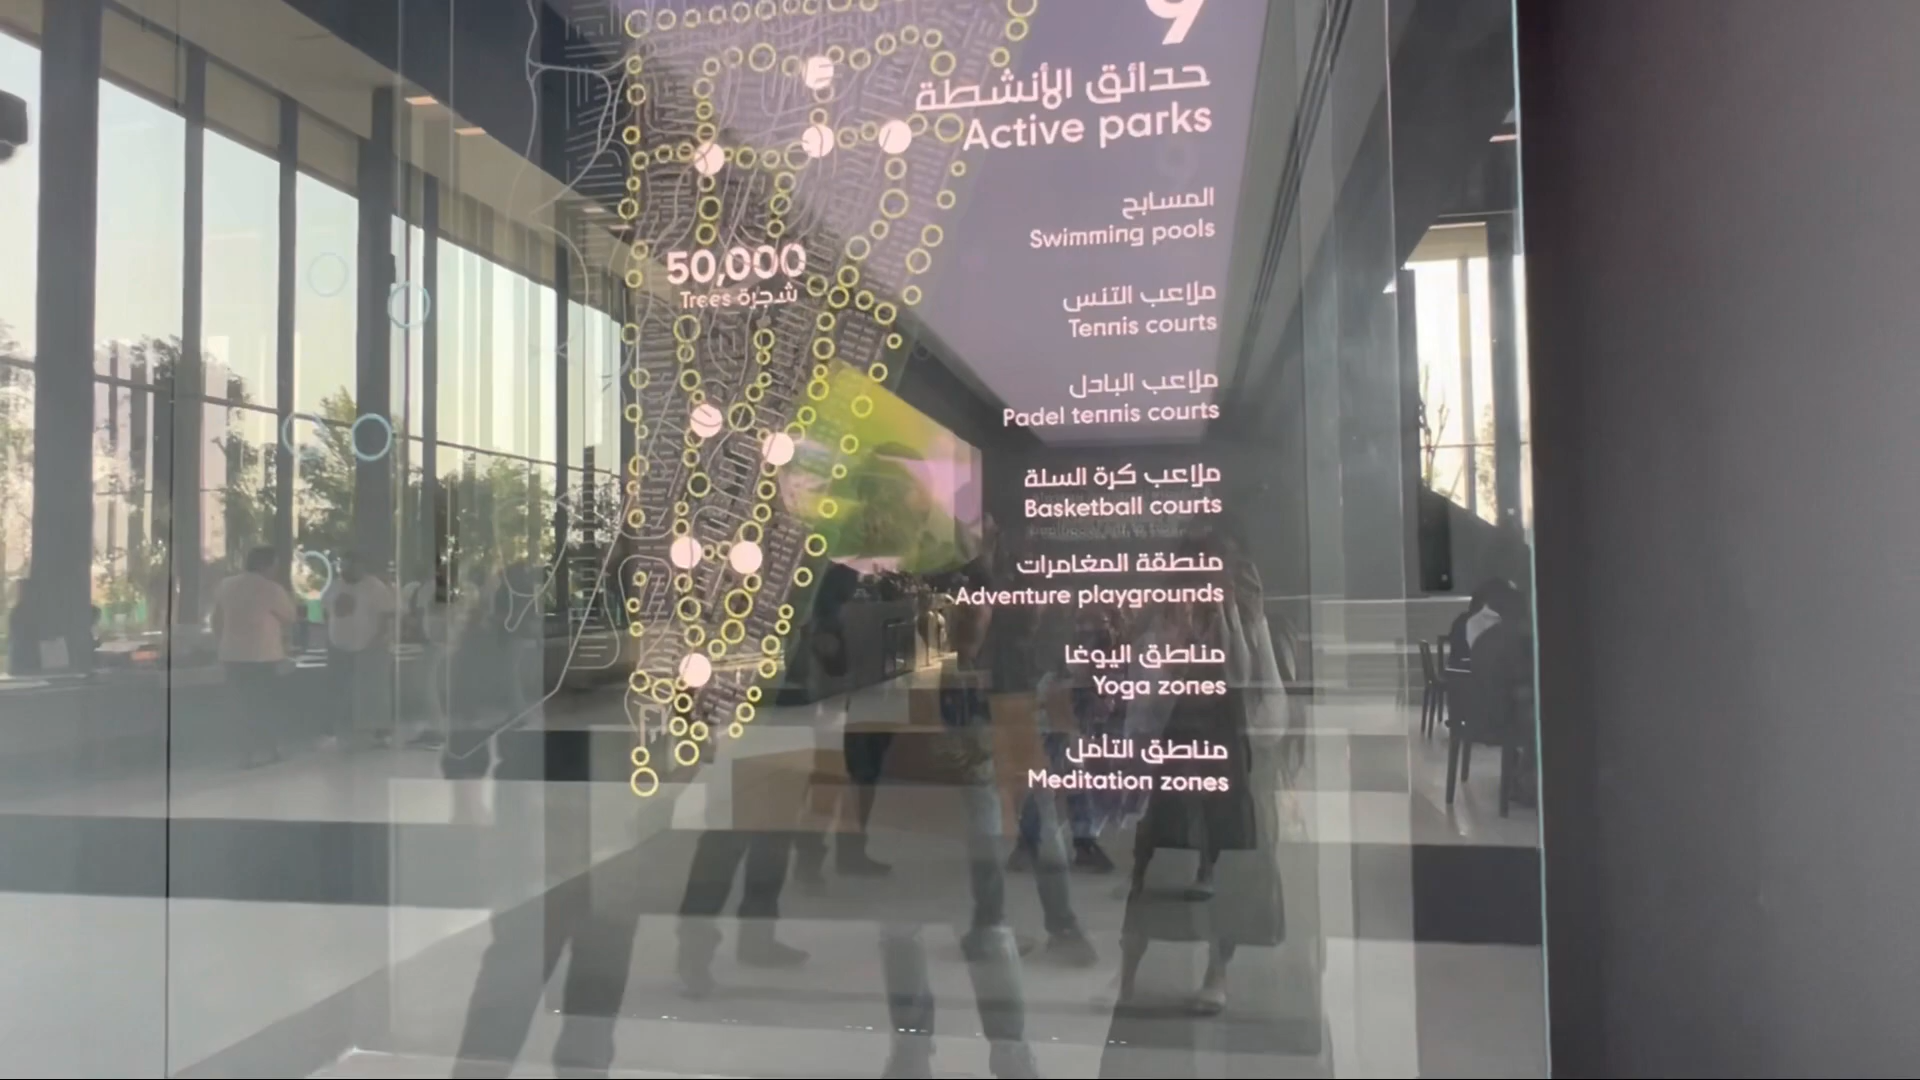 9
حدائق الأنشطة
Active parks
المسابح
Swimming pools
50,000
Trees شجرة
ملاعب التنس
Tennis courts
ملاعب البادل
Padel tennis courts
ملاعب كرة السلة
Basketball courts
منطقة المغامرات
Adventure playgrounds
مناطق اليوغا
Yoga zones
مناطق التأمل
Meditation zones